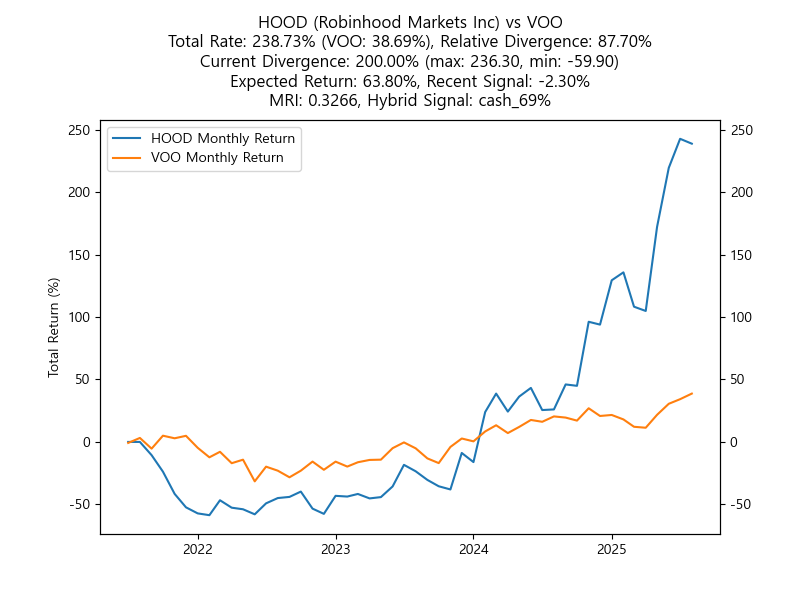 HOOD (Robinhood Markets Inc) vs VOO
Total Rate: 238.73% (VOO: 38.69%), Relative Divergence: 87.70%
Current Divergence: 200.00% (max: 236.30, min: -59.90)
Expected Return: 63.80%, Recent Signal: -2.30%
MRI: 0.3266, Hybrid Signal: cash_69%
HOOD Monthly Return
VOO Monthly Return
Total Return (%)
250
200
150
100
50
0
-50
250
200
150
100
50
0
-50
2022
2023
2024
2025